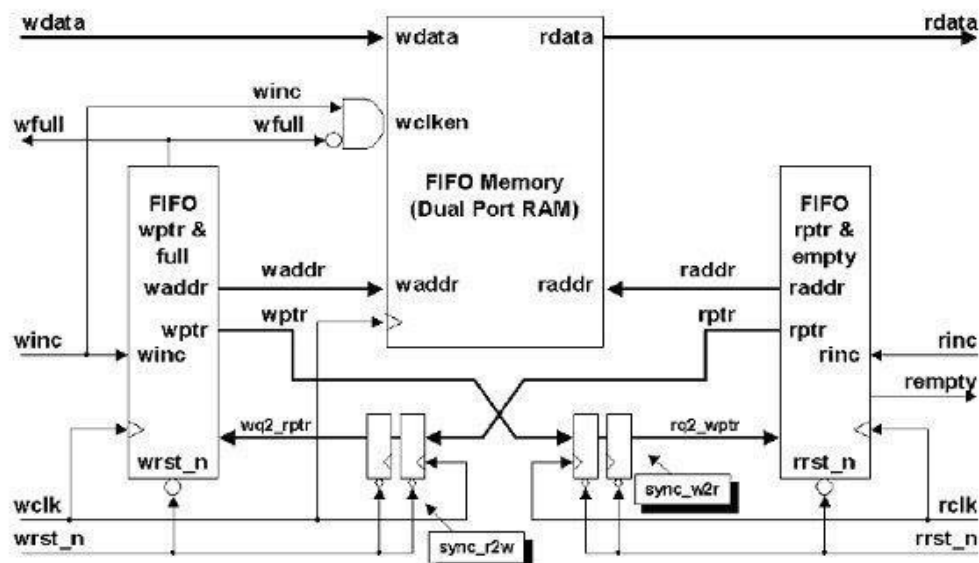 wdata
wdata
rdata
rdata
winc
wfull
wfull
wclken
FIFO Memory
(Dual Port RAM)
FIFO
wptr &
full
waddr
wptr
winc
wrst_n
waddr
waddr
wptr
FIFO
rptr &
empty
raddr
rptr
rinc
rrst_n
raddr
raddr
rptr
winc
rinc
rempty
wq2_rptr
rq2_wptr
sync_r2w
sync_w2r
wclk
wrst_n
rclk
rrst_n